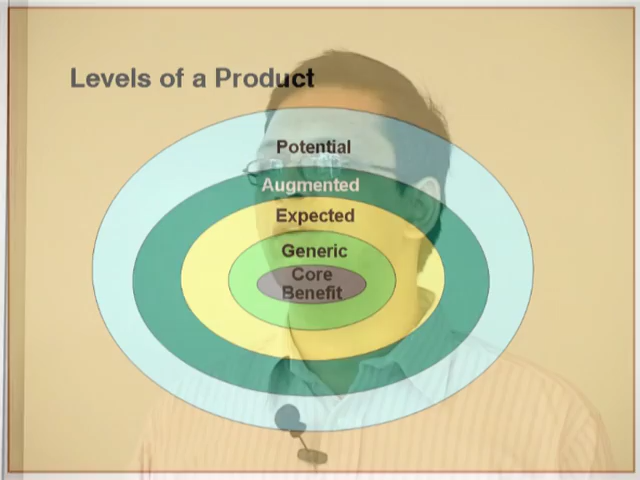 Levels of a Product
Potential
Augmented
Expected
Generic
Core
Benefit